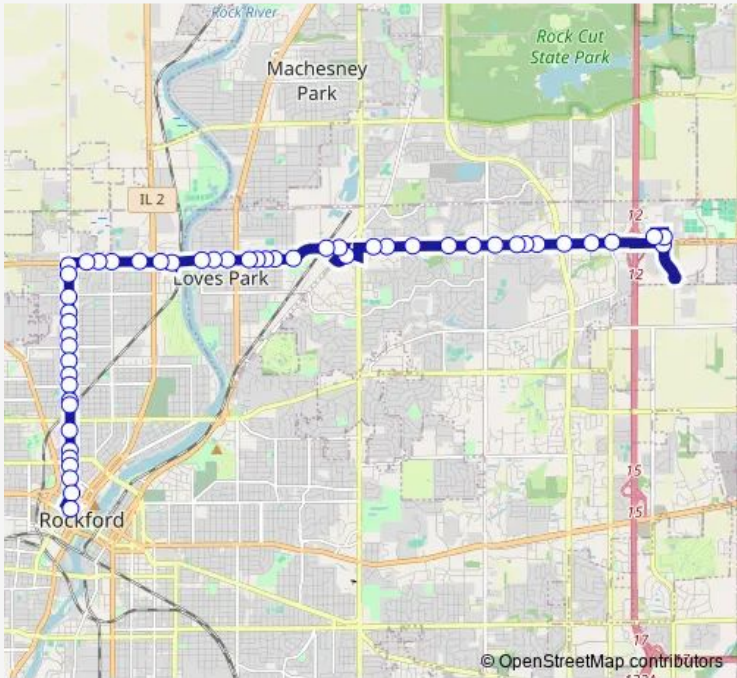 Rock River
Rock Cut
State Park
Machesney
Park
IL 2
12
Loves Park
12
15
15
Rockford
17
© OpenStreetMap contributors